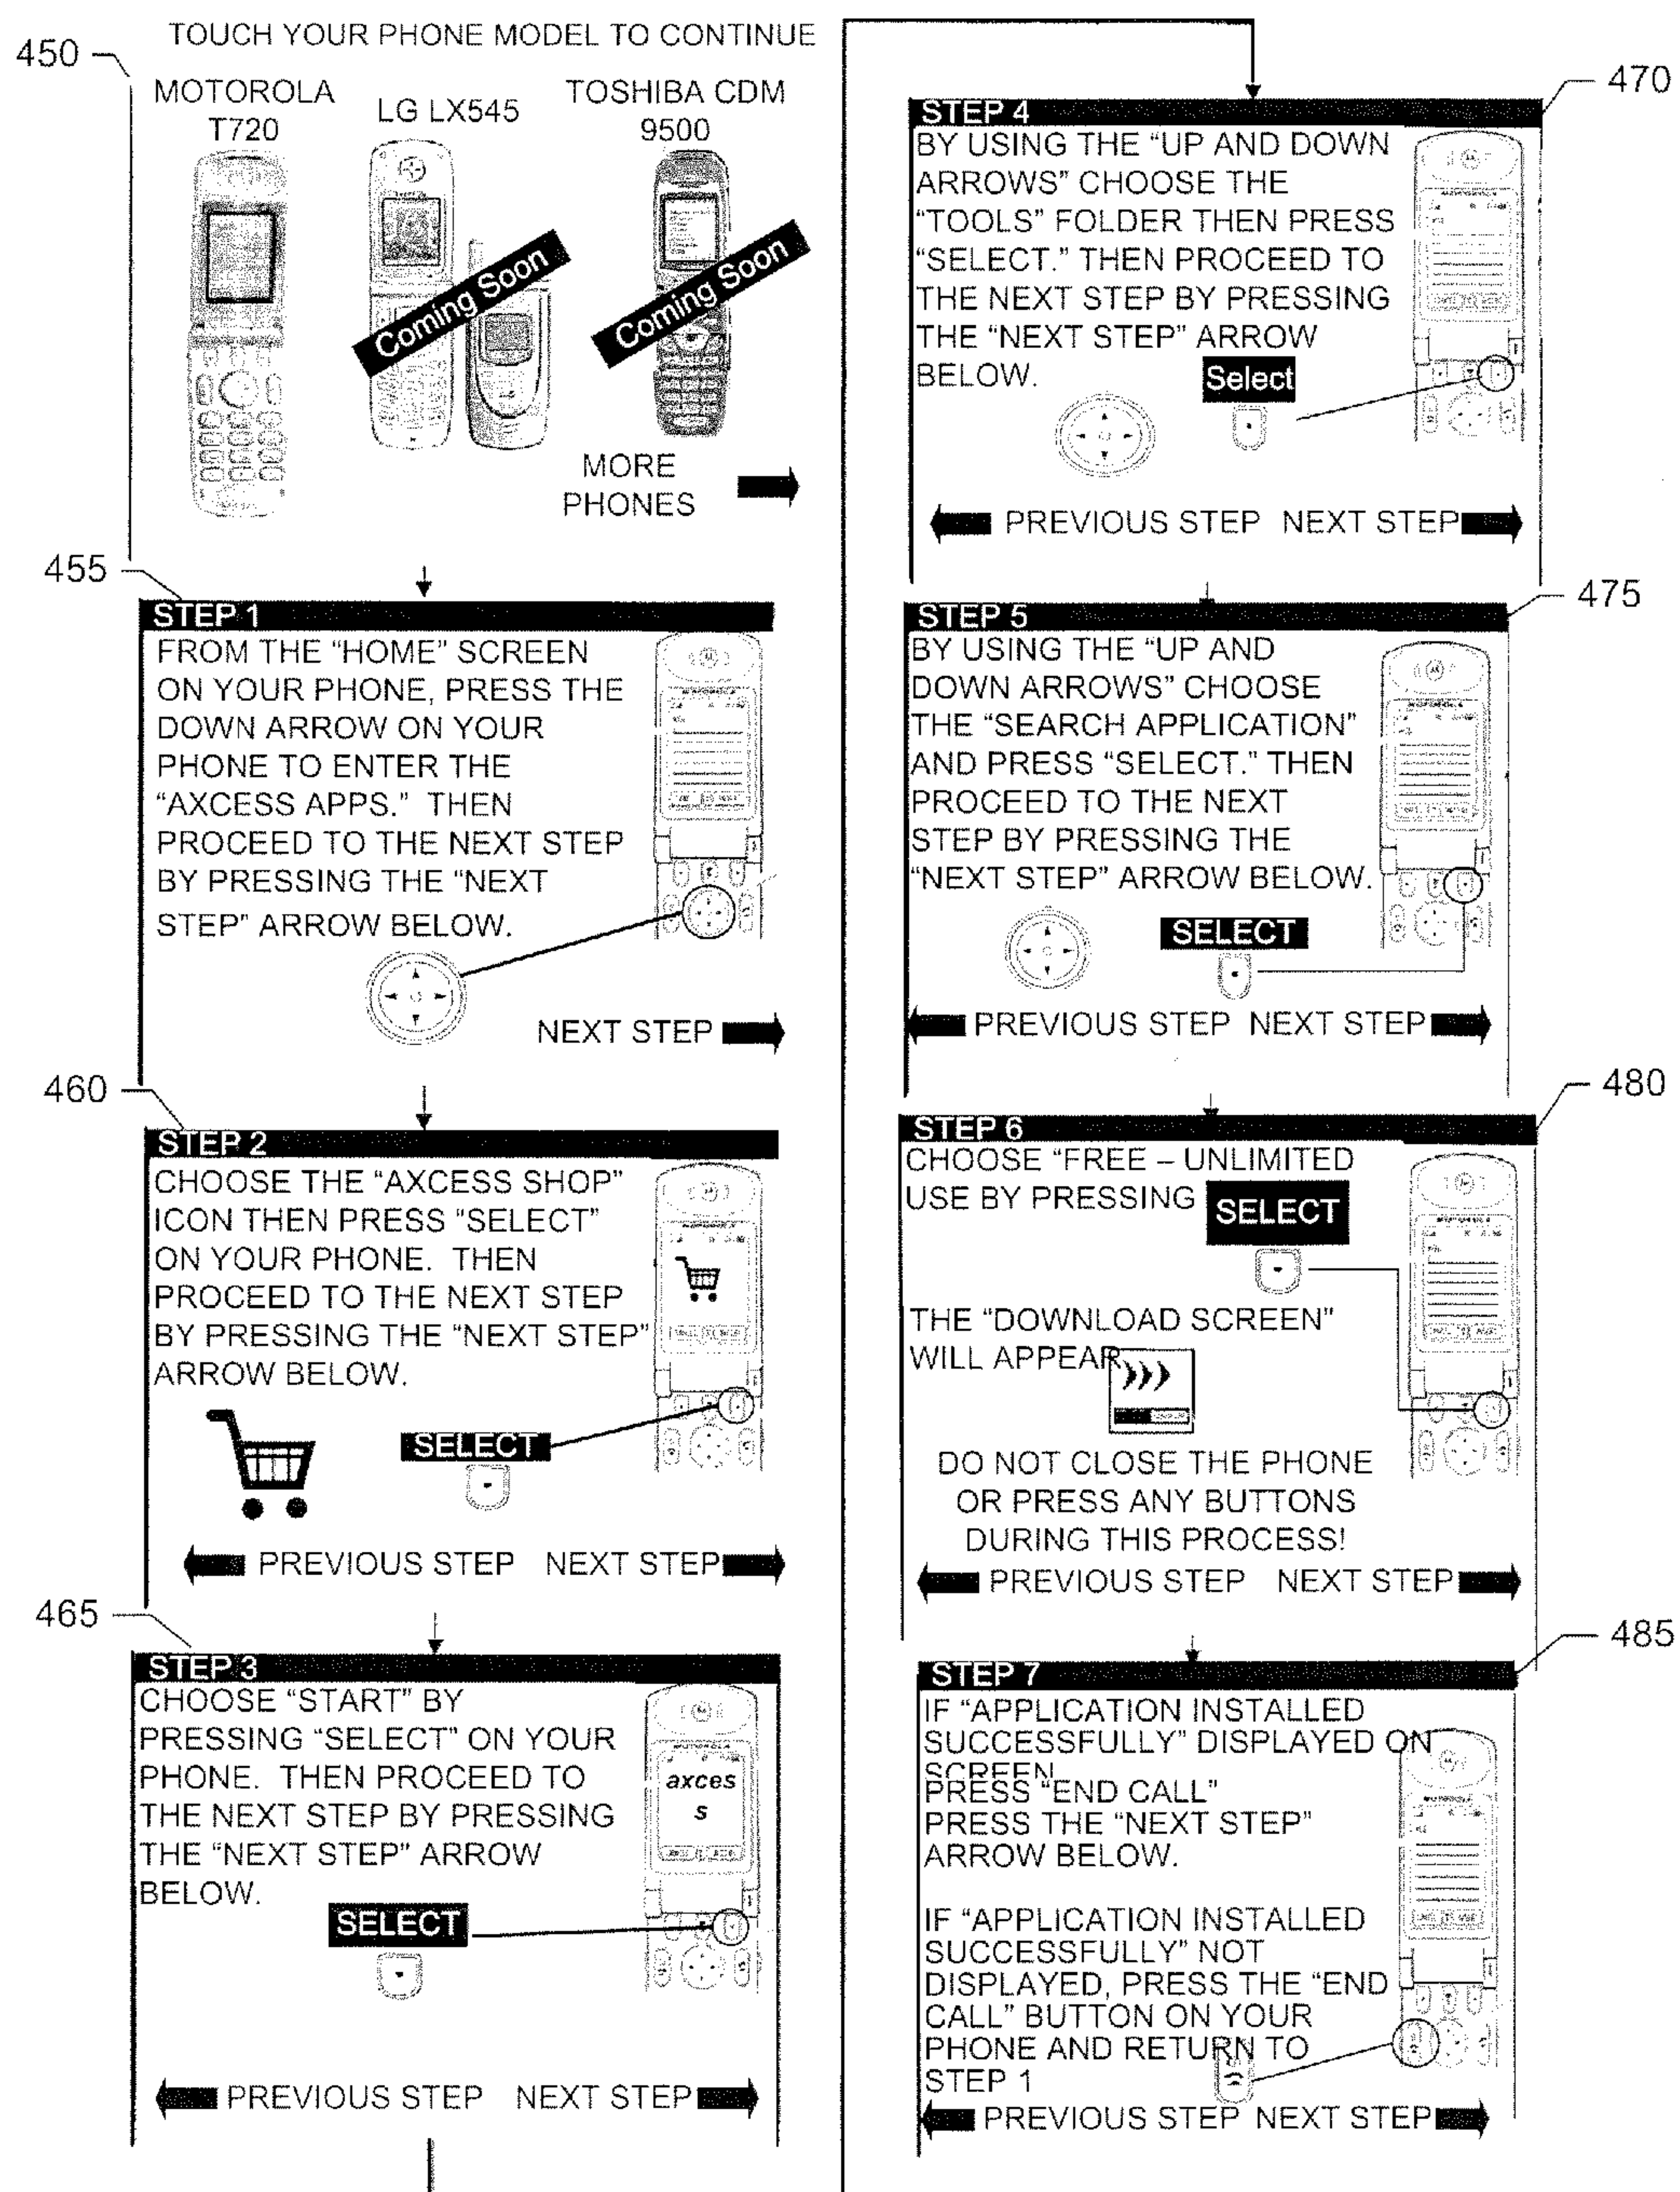 TOUCH YOUR PHONE MODEL TO CONTINUE
450
MOTOROLA
T720
LG LX545
TOSHIBA CDM
9500
Coming Soon
Coming Soon
MORE
PHONES
455
STEP 1
FROM THE “HOME” SCREEN
ON YOUR PHONE, PRESS THE
DOWN ARROW ON YOUR
PHONE TO ENTER THE
“AXCESS APPS.” THEN
PROCEED TO THE NEXT STEP
BY PRESSING THE “NEXT
STEP” ARROW BELOW.
NEXT STEP
460
STEP 2
CHOOSE THE “AXCESS SHOP”
ICON THEN PRESS “SELECT”
ON YOUR PHONE. THEN
PROCEED TO THE NEXT STEP
BY PRESSING THE “NEXT STEP”
ARROW BELOW.
SELECT
PREVIOUS STEP NEXT STEP
465
STEP 3
CHOOSE “START” BY
PRESSING “SELECT” ON YOUR
PHONE. THEN PROCEED TO
THE NEXT STEP BY PRESSING
THE “NEXT STEP” ARROW
BELOW.
MOTOROLA
axces
s
SELECT
PREVIOUS STEP NEXT STEP
470
STEP 4
BY USING THE “UP AND DOWN
ARROWS” CHOOSE THE
“TOOLS” FOLDER THEN PRESS
“SELECT.” THEN PROCEED TO
THE NEXT STEP BY PRESSING
THE “NEXT STEP” ARROW
BELOW.
Select
PREVIOUS STEP NEXT STEP
475
STEP 5
BY USING THE “UP AND
DOWN ARROWS” CHOOSE
THE “SEARCH APPLICATION”
AND PRESS “SELECT.” THEN
PROCEED TO THE NEXT
STEP BY PRESSING THE
“NEXT STEP” ARROW BELOW.
SELECT
PREVIOUS STEP NEXT STEP
480
STEP 6
CHOOSE “FREE – UNLIMITED
USE BY PRESSING
SELECT
THE “DOWNLOAD SCREEN”
WILL APPEAR
DO NOT CLOSE THE PHONE
OR PRESS ANY BUTTONS
DURING THIS PROCESS!
PREVIOUS STEP NEXT STEP
485
STEP 7
IF “APPLICATION INSTALLED
SUCCESSFULLY” DISPLAYED ON
SCREEN
PRESS “END CALL”
PRESS THE “NEXT STEP”
ARROW BELOW.
IF “APPLICATION INSTALLED
SUCCESSFULLY” NOT
DISPLAYED, PRESS THE “END
CALL” BUTTON ON YOUR
PHONE AND RETURN TO
STEP 1
PREVIOUS STEP NEXT STEP